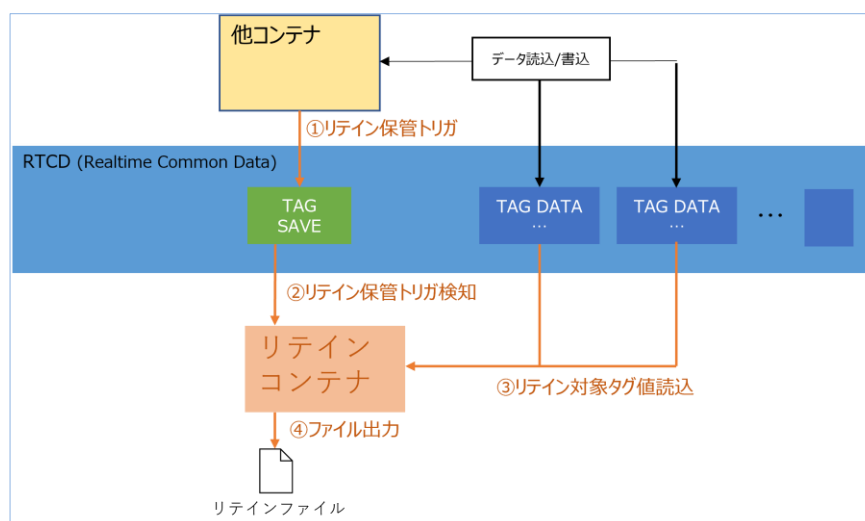 他コンテナ
データ読込/書込
①リテイン保管トリガ
RTCD (Realtime Common Data)
TAG
SAVE
TAG DATA
…
TAG DATA
…
…
②リテイン保管トリガ検知
リテイン
コンテナ
③リテイン対象タグ値読込
④ファイル出力
リテインファイル